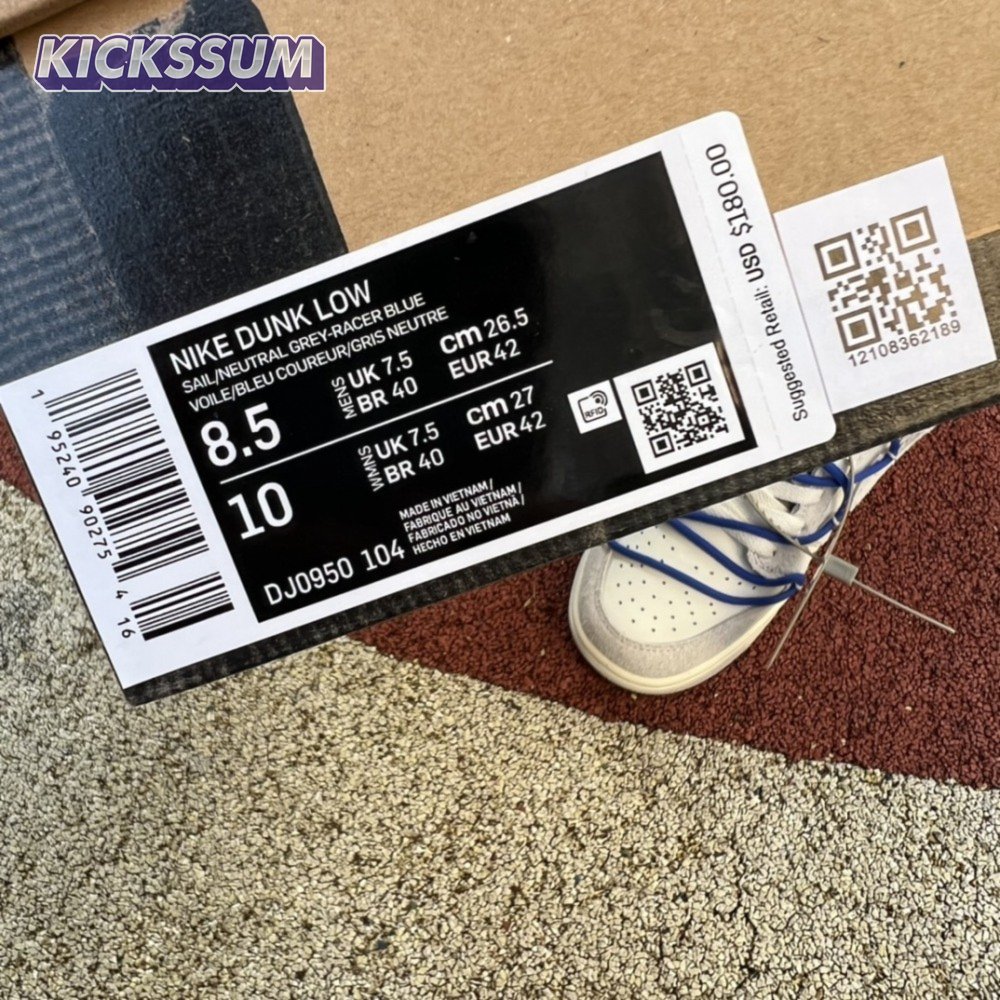 KICKSSUM
NIKE DUNK LOW
SAIL/NEUTRAL GREY-RACER BLUE
VOILE/BLEU COUREUR/GRIS NEUTRE
8.5
MENS
UK 7.5
BR 40
cm 26.5
EUR 42
10
WMNS
UK 7.5
BR 40
cm 27
EUR 42
DJ0950 104
MADE IN VIETNAM/
FABRIQUE AU VIETNAM/
FABRICADO NO VIETNÃ/
HECHO EN VIETNAM
RFID
Suggested Retail: USD $180.00
12108362189
1 95240 90275 4 16